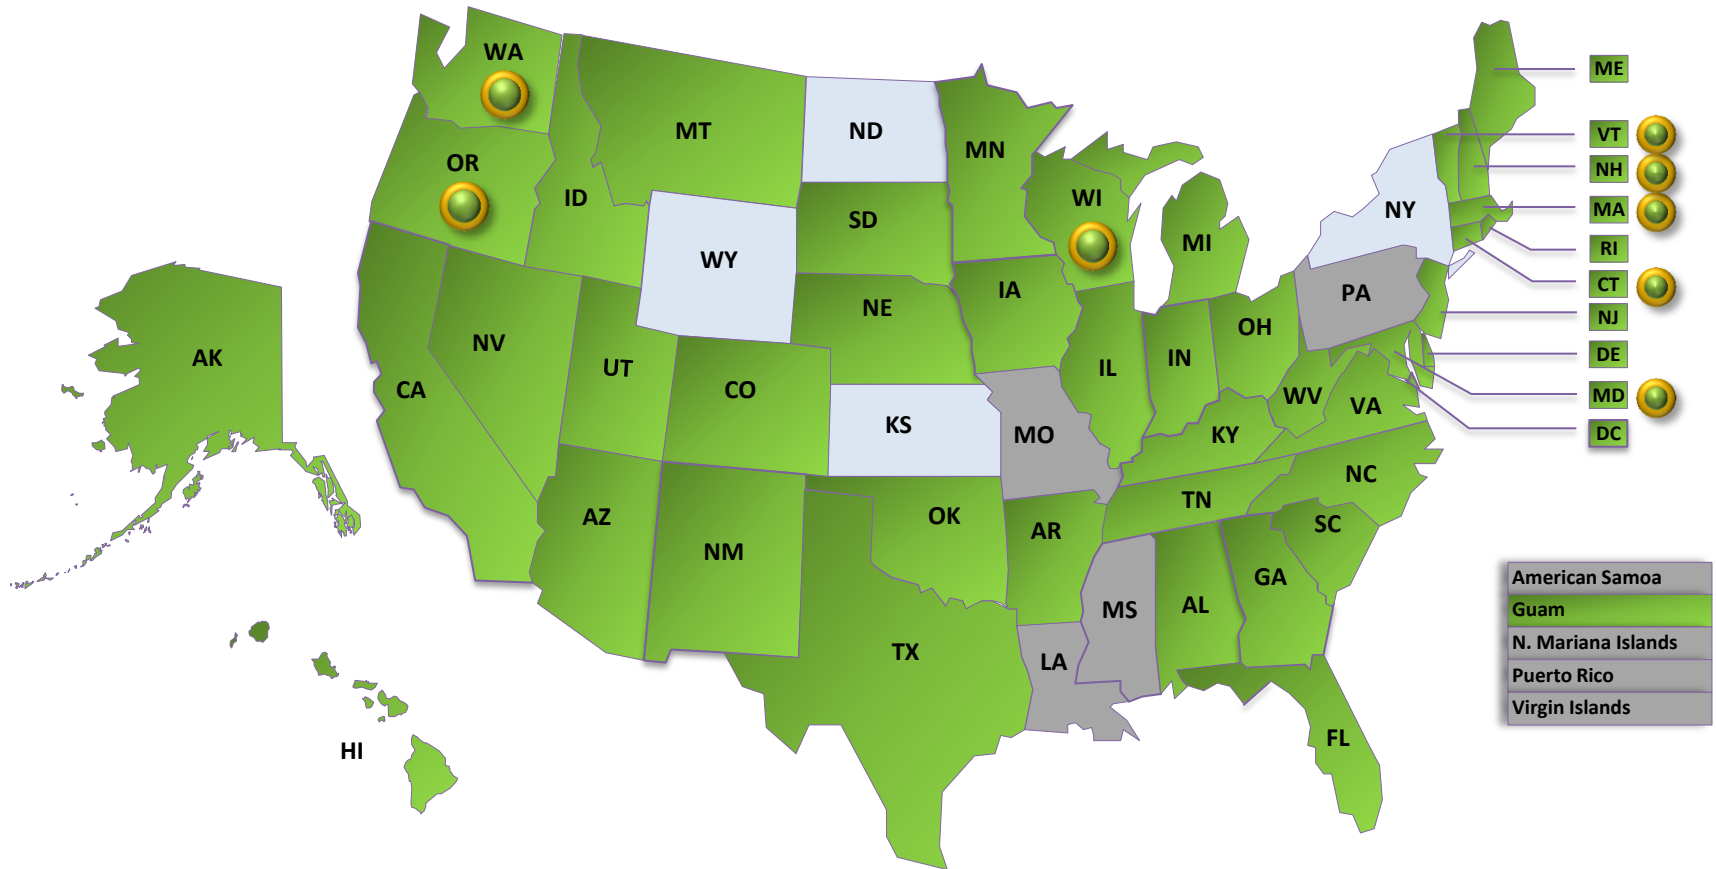 WA
ME
MT
ND
VT
MN
OR
NH
ID
WI
MA
NY
SD
MI
RI
WY
CT
IA
PA
NE
NJ
OH
NV
DE
AK
IN
UT
IL
CO
CA
MD
WV
VA
KS
DC
MO
KY
NC
TN
AZ
OK
SC
AR
NM
GA
American Samoa
AL
MS
Guam
N. Mariana Islands
TX
LA
Puerto Rico
Virgin Islands
FL
HI